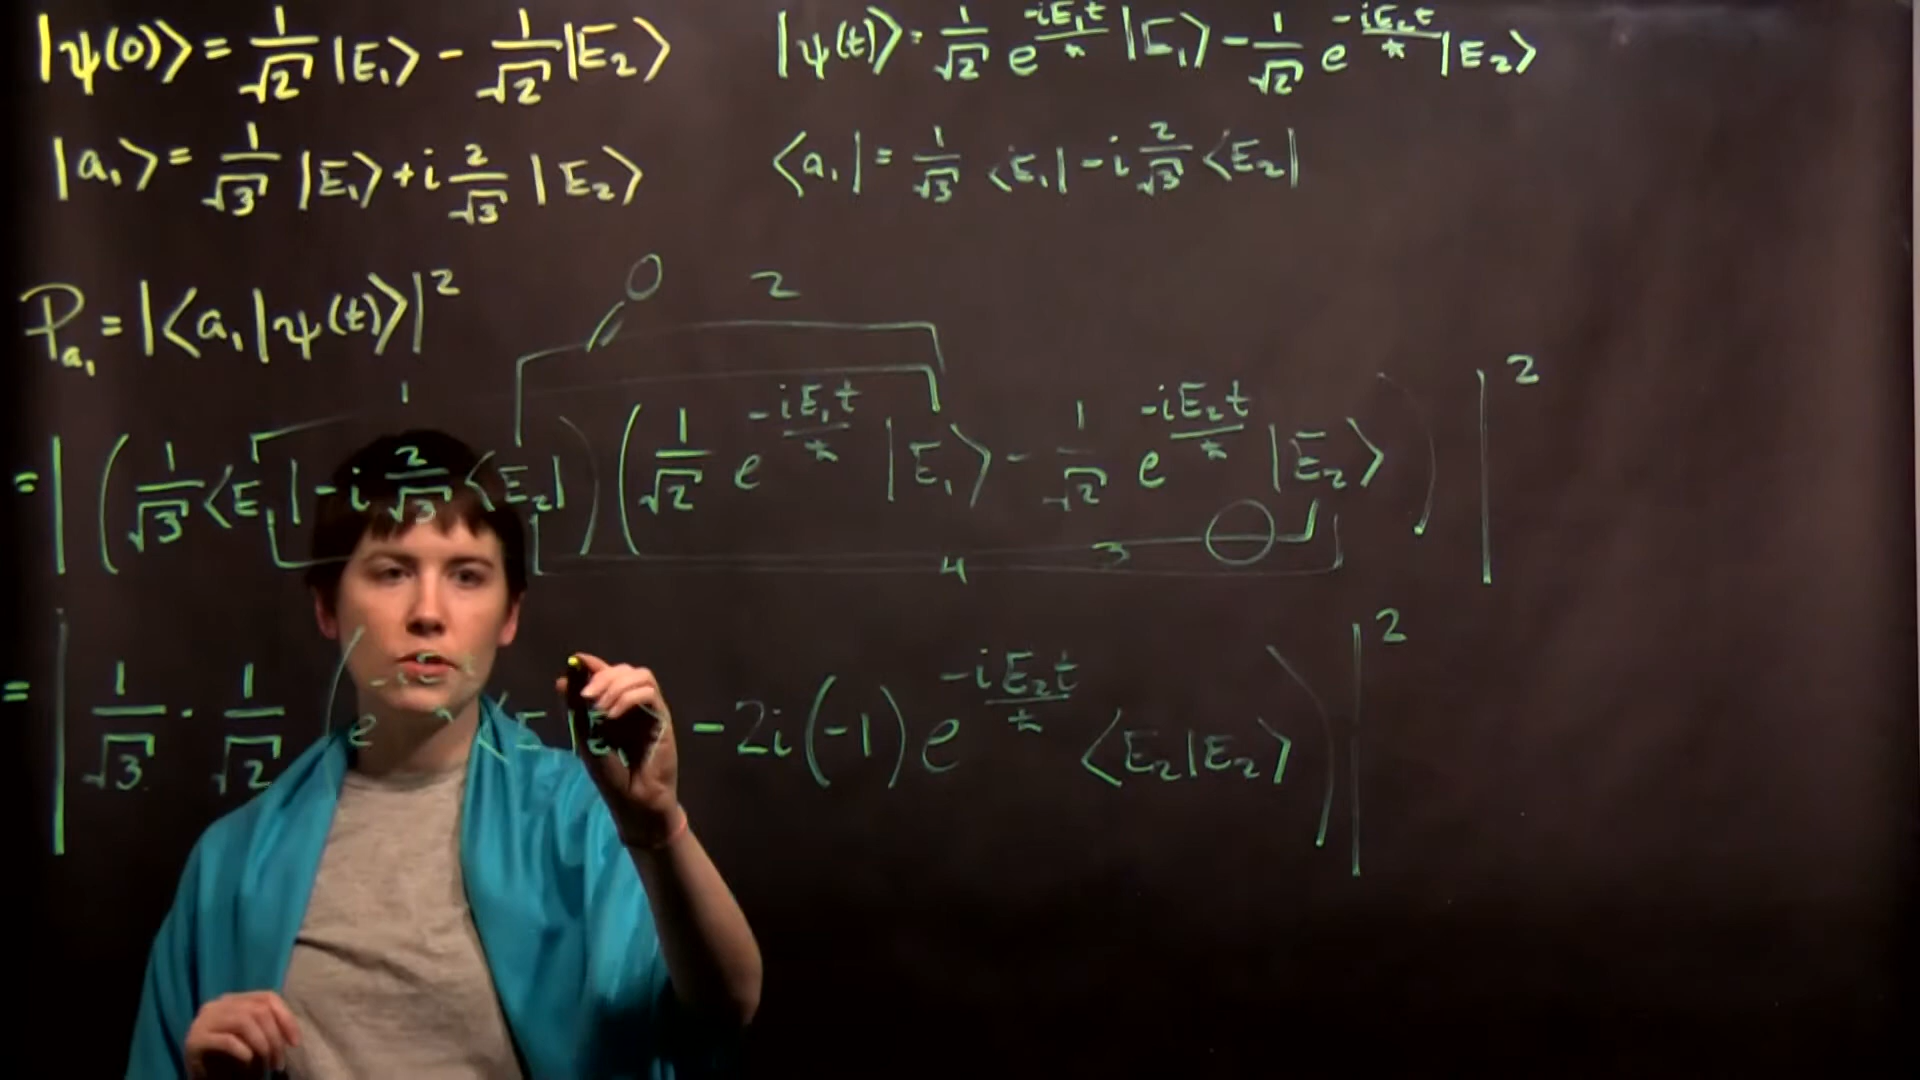 |ψ(0)⟩ = 1/√2 |E₁⟩ - 1/√2 |E₂⟩
|ψ(t)⟩ = 1/√2 e^(-iE₁t/ħ) |E₁⟩ - 1/√2 e^(-iE₂t/ħ) |E₂⟩
|a₁⟩ = 1/√3 |E₁⟩ + i 2/√3 |E₂⟩
⟨a₁| = 1/√3 ⟨E₁| - i 2/√3 ⟨E₂|
P_a₁ = |⟨a₁|ψ(t)⟩|²
0 2
1
= |(1/√3 ⟨E₁| - i 2/√3 ⟨E₂|)(1/√2 e^(-iE₁t/ħ) |E₁⟩ - 1/√2 e^(-iE₂t/ħ) |E₂⟩)|²
4 3
= |1/√3 · 1/√2 (e ⟨E |E₁⟩ - 2i(-1) e^(-iE₂t/ħ) ⟨E₂|E₂⟩)|²